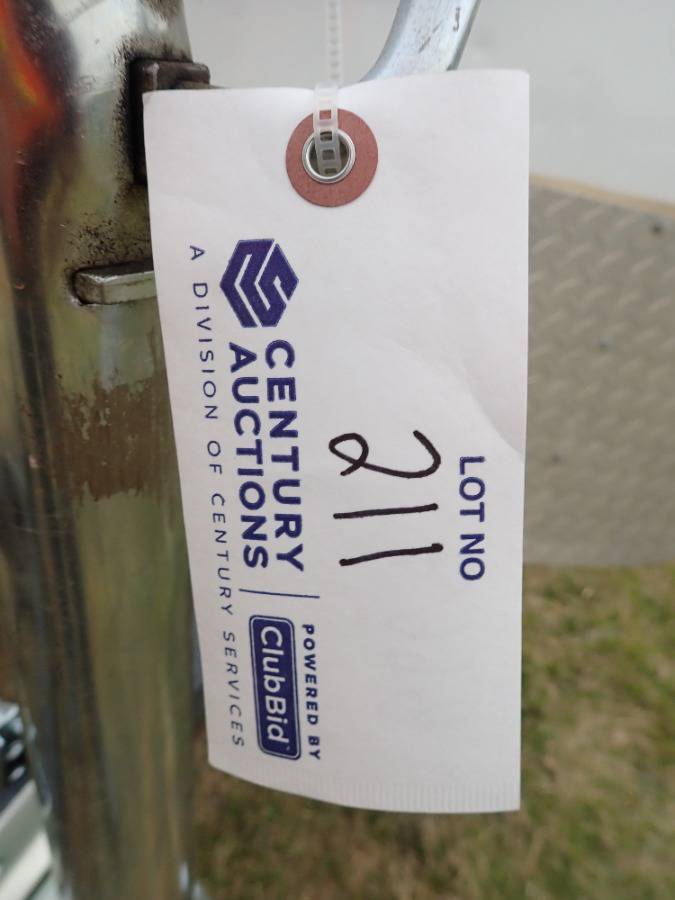 LOT NO
211
CENTURY
AUCTIONS
A DIVISION OF CENTURY SERVICES
POWERED BY
ClubBid